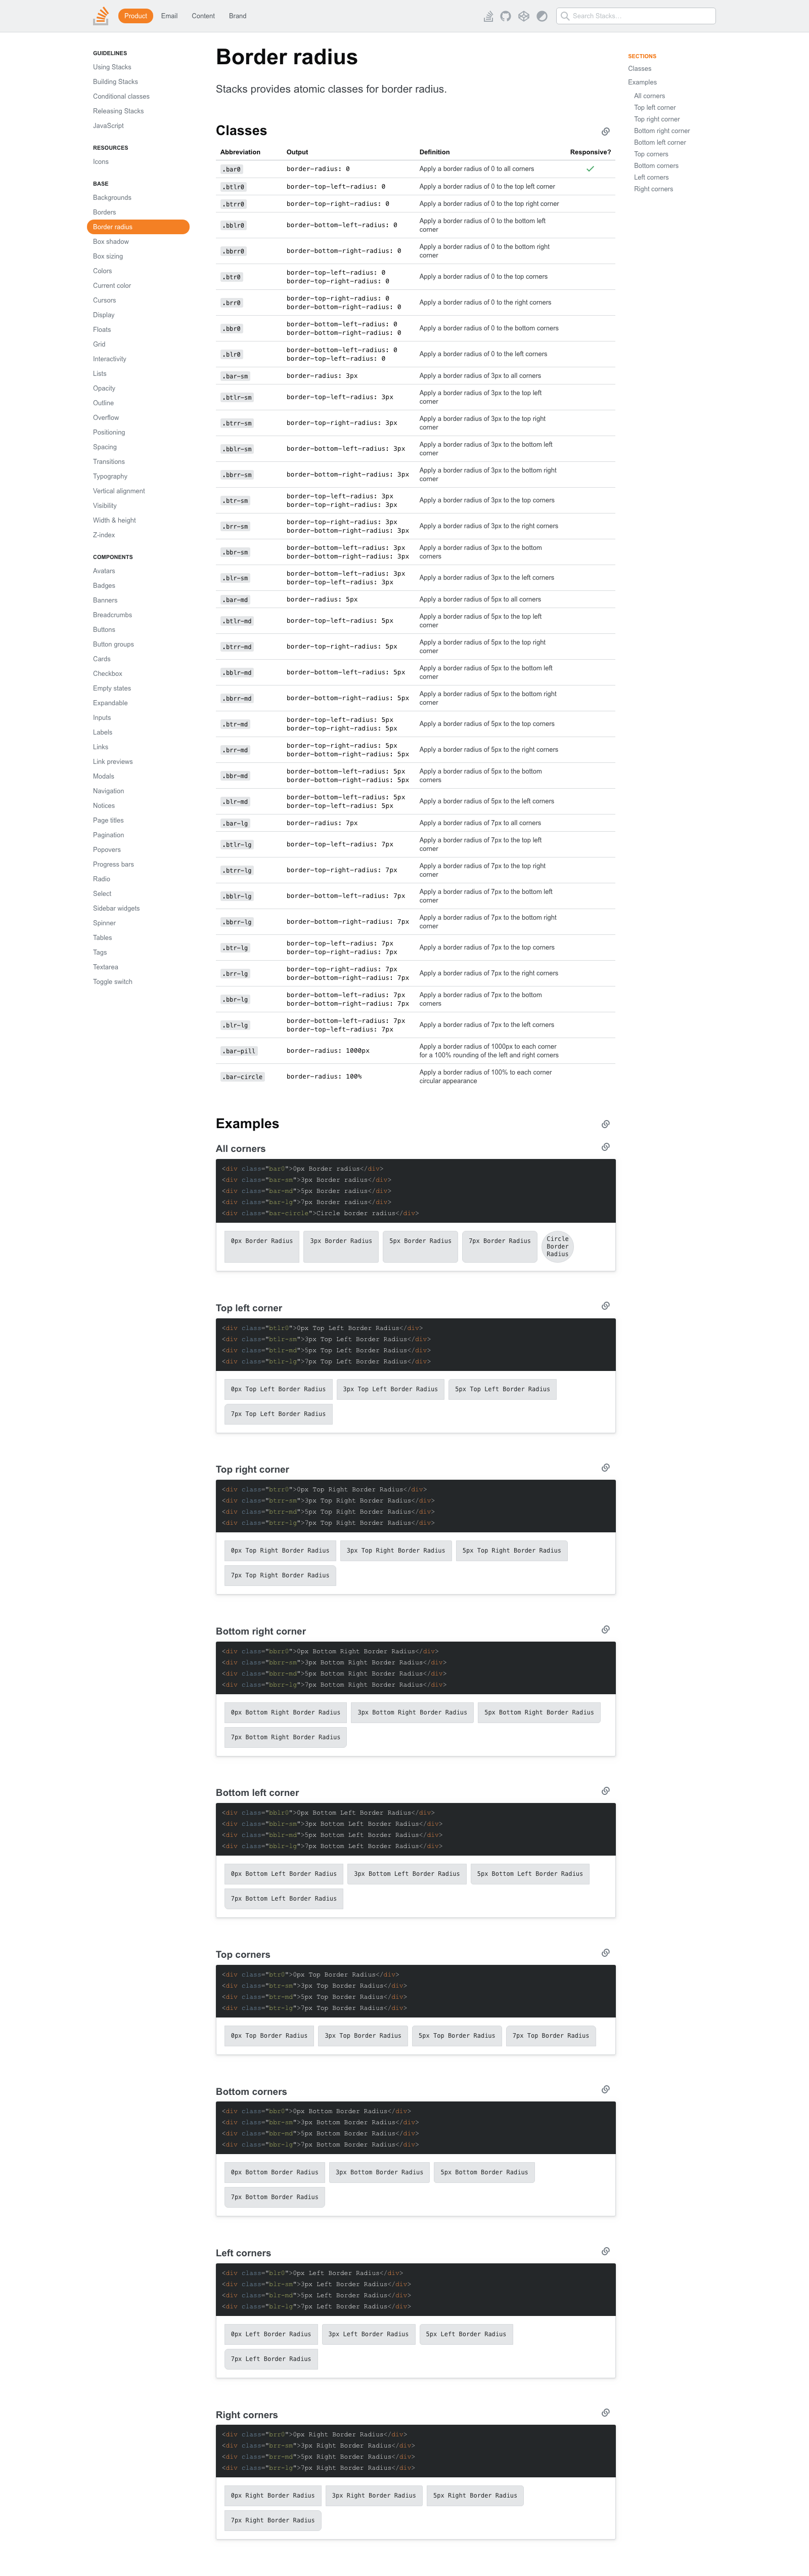 Product Email Content Brand Search Stacks...
GUIDELINES
Using Stacks
Building Stacks
Conditional classes
Releasing Stacks
JavaScript
RESOURCES
Icons
BASE
Backgrounds
Borders
Border radius
Box shadow
Box sizing
Colors
Current color
Cursors
Display
Floats
Grid
Interactivity
Lists
Opacity
Outline
Overflow
Positioning
Spacing
Transitions
Typography
Vertical alignment
Visibility
Width & height
Z-index
COMPONENTS
Avatars
Badges
Banners
Breadcrumbs
Buttons
Button groups
Cards
Checkbox
Empty states
Expandable
Inputs
Labels
Links
Link previews
Modals
Navigation
Notices
Page titles
Pagination
Popovers
Progress bars
Radio
Select
Sidebar widgets
Spinner
Tables
Tags
Textarea
Toggle switch
Border radius
Stacks provides atomic classes for border radius.
Classes
Abbreviation Output Definition Responsive?
.bar0 border-radius: 0 Apply a border radius of 0 to all corners
.btlr0 border-top-left-radius: 0 Apply a border radius of 0 to the top left corner
.btrr0 border-top-right-radius: 0 Apply a border radius of 0 to the top right corner
.bblr0 border-bottom-left-radius: 0 Apply a border radius of 0 to the bottom left
corner
.bbrr0 border-bottom-right-radius: 0 Apply a border radius of 0 to the bottom right
corner
.btr0 border-top-left-radius: 0
border-top-right-radius: 0 Apply a border radius of 0 to the top corners
.brr0 border-top-right-radius: 0
border-bottom-right-radius: 0 Apply a border radius of 0 to the right corners
.bbr0 border-bottom-left-radius: 0
border-bottom-right-radius: 0 Apply a border radius of 0 to the bottom corners
.blr0 border-bottom-left-radius: 0
border-top-left-radius: 0 Apply a border radius of 0 to the left corners
.bar-sm border-radius: 3px Apply a border radius of 3px to all corners
.btlr-sm border-top-left-radius: 3px Apply a border radius of 3px to the top left
corner
.btrr-sm border-top-right-radius: 3px Apply a border radius of 3px to the top right
corner
.bblr-sm border-bottom-left-radius: 3px Apply a border radius of 3px to the bottom left
corner
.bbrr-sm border-bottom-right-radius: 3px Apply a border radius of 3px to the bottom right
corner
.btr-sm border-top-left-radius: 3px
border-top-right-radius: 3px Apply a border radius of 3px to the top corners
.brr-sm border-top-right-radius: 3px
border-bottom-right-radius: 3px Apply a border radius of 3px to the right corners
.bbr-sm border-bottom-left-radius: 3px Apply a border radius of 3px to the bottom
border-bottom-right-radius: 3px corners
.blr-sm border-bottom-left-radius: 3px
border-top-left-radius: 3px Apply a border radius of 3px to the left corners
.bar-md border-radius: 5px Apply a border radius of 5px to all corners
.btlr-md border-top-left-radius: 5px Apply a border radius of 5px to the top left
corner
.btrr-md border-top-right-radius: 5px Apply a border radius of 5px to the top right
corner
.bblr-md border-bottom-left-radius: 5px Apply a border radius of 5px to the bottom left
corner
.bbrr-md border-bottom-right-radius: 5px Apply a border radius of 5px to the bottom right
corner
.btr-md border-top-left-radius: 5px
border-top-right-radius: 5px Apply a border radius of 5px to the top corners
.brr-md border-top-right-radius: 5px
border-bottom-right-radius: 5px Apply a border radius of 5px to the right corners
.bbr-md border-bottom-left-radius: 5px Apply a border radius of 5px to the bottom
border-bottom-right-radius: 5px corners
.blr-md border-bottom-left-radius: 5px
border-top-left-radius: 5px Apply a border radius of 5px to the left corners
.bar-lg border-radius: 7px Apply a border radius of 7px to all corners
.btlr-lg border-top-left-radius: 7px Apply a border radius of 7px to the top left
corner
.btrr-lg border-top-right-radius: 7px Apply a border radius of 7px to the top right
corner
.bblr-lg border-bottom-left-radius: 7px Apply a border radius of 7px to the bottom left
corner
.bbrr-lg border-bottom-right-radius: 7px Apply a border radius of 7px to the bottom right
corner
.btr-lg border-top-left-radius: 7px
border-top-right-radius: 7px Apply a border radius of 7px to the top corners
.brr-lg border-top-right-radius: 7px
border-bottom-right-radius: 7px Apply a border radius of 7px to the right corners
.bbr-lg border-bottom-left-radius: 7px Apply a border radius of 7px to the bottom
border-bottom-right-radius: 7px corners
.blr-lg border-bottom-left-radius: 7px
border-top-left-radius: 7px Apply a border radius of 7px to the left corners
.bar-pill border-radius: 1000px Apply a border radius of 1000px to each corner
for a 100% rounding of the left and right corners
.bar-circle border-radius: 100% Apply a border radius of 100% to each corner
circular appearance
Examples
All corners
<div class="bar0">0px Border radius</div>
<div class="bar-sm">3px Border radius</div>
<div class="bar-md">5px Border radius</div>
<div class="bar-lg">7px Border radius</div>
<div class="bar-circle">Circle border radius</div>
0px Border Radius 3px Border Radius 5px Border Radius 7px Border Radius Circle
Border
Radius
Top left corner
<div class="btlr0">0px Top Left Border Radius</div>
<div class="btlr-sm">3px Top Left Border Radius</div>
<div class="btlr-md">5px Top Left Border Radius</div>
<div class="btlr-lg">7px Top Left Border Radius</div>
0px Top Left Border Radius 3px Top Left Border Radius 5px Top Left Border Radius
7px Top Left Border Radius
Top right corner
<div class="btrr0">0px Top Right Border Radius</div>
<div class="btrr-sm">3px Top Right Border Radius</div>
<div class="btrr-md">5px Top Right Border Radius</div>
<div class="btrr-lg">7px Top Right Border Radius</div>
0px Top Right Border Radius 3px Top Right Border Radius 5px Top Right Border Radius
7px Top Right Border Radius
Bottom right corner
<div class="bbrr0">0px Bottom Right Border Radius</div>
<div class="bbrr-sm">3px Bottom Right Border Radius</div>
<div class="bbrr-md">5px Bottom Right Border Radius</div>
<div class="bbrr-lg">7px Bottom Right Border Radius</div>
0px Bottom Right Border Radius 3px Bottom Right Border Radius 5px Bottom Right Border Radius
7px Bottom Right Border Radius
Bottom left corner
<div class="bblr0">0px Bottom Left Border Radius</div>
<div class="bblr-sm">3px Bottom Left Border Radius</div>
<div class="bblr-md">5px Bottom Left Border Radius</div>
<div class="bblr-lg">7px Bottom Left Border Radius</div>
0px Bottom Left Border Radius 3px Bottom Left Border Radius 5px Bottom Left Border Radius
7px Bottom Left Border Radius
Top corners
<div class="btr0">0px Top Border Radius</div>
<div class="btr-sm">3px Top Border Radius</div>
<div class="btr-md">5px Top Border Radius</div>
<div class="btr-lg">7px Top Border Radius</div>
0px Top Border Radius 3px Top Border Radius 5px Top Border Radius 7px Top Border Radius
Bottom corners
<div class="bbr0">0px Bottom Border Radius</div>
<div class="bbr-sm">3px Bottom Border Radius</div>
<div class="bbr-md">5px Bottom Border Radius</div>
<div class="bbr-lg">7px Bottom Border Radius</div>
0px Bottom Border Radius 3px Bottom Border Radius 5px Bottom Border Radius
7px Bottom Border Radius
Left corners
<div class="blr0">0px Left Border Radius</div>
<div class="blr-sm">3px Left Border Radius</div>
<div class="blr-md">5px Left Border Radius</div>
<div class="blr-lg">7px Left Border Radius</div>
0px Left Border Radius 3px Left Border Radius 5px Left Border Radius
7px Left Border Radius
Right corners
<div class="brr0">0px Right Border Radius</div>
<div class="brr-sm">3px Right Border Radius</div>
<div class="brr-md">5px Right Border Radius</div>
<div class="brr-lg">7px Right Border Radius</div>
0px Right Border Radius 3px Right Border Radius 5px Right Border Radius
7px Right Border Radius
SECTIONS
Classes
Examples
All corners
Top left corner
Top right corner
Bottom right corner
Bottom left corner
Top corners
Bottom corners
Left corners
Right corners